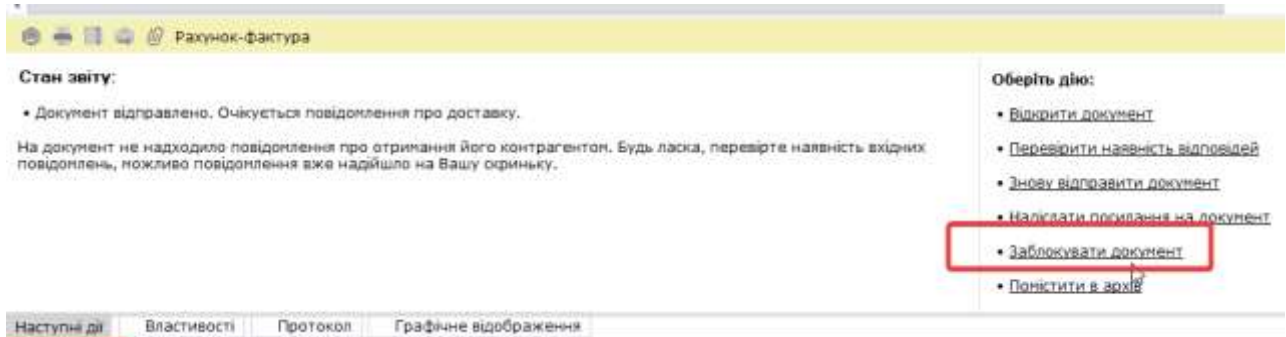 Рахунок-фактура
Стан звіту:
• Документ відправлено. Очікується повідомлення про доставку.
На документ не надходило повідомлення про отримання його контрагентом. Будь ласка, перевірте наявність вхідних
повідомлень, можливо повідомлення вже надійшло на Вашу скриньку.
Оберіть дію:
• Відкрити документ
• Перевірити наявність відповідей
• Знову відправити документ
• Надіслати посилання на документ
• Заблокувати документ
• Помістити в архів
Наступні дії
Властивості
Протокол
Графічне відображення